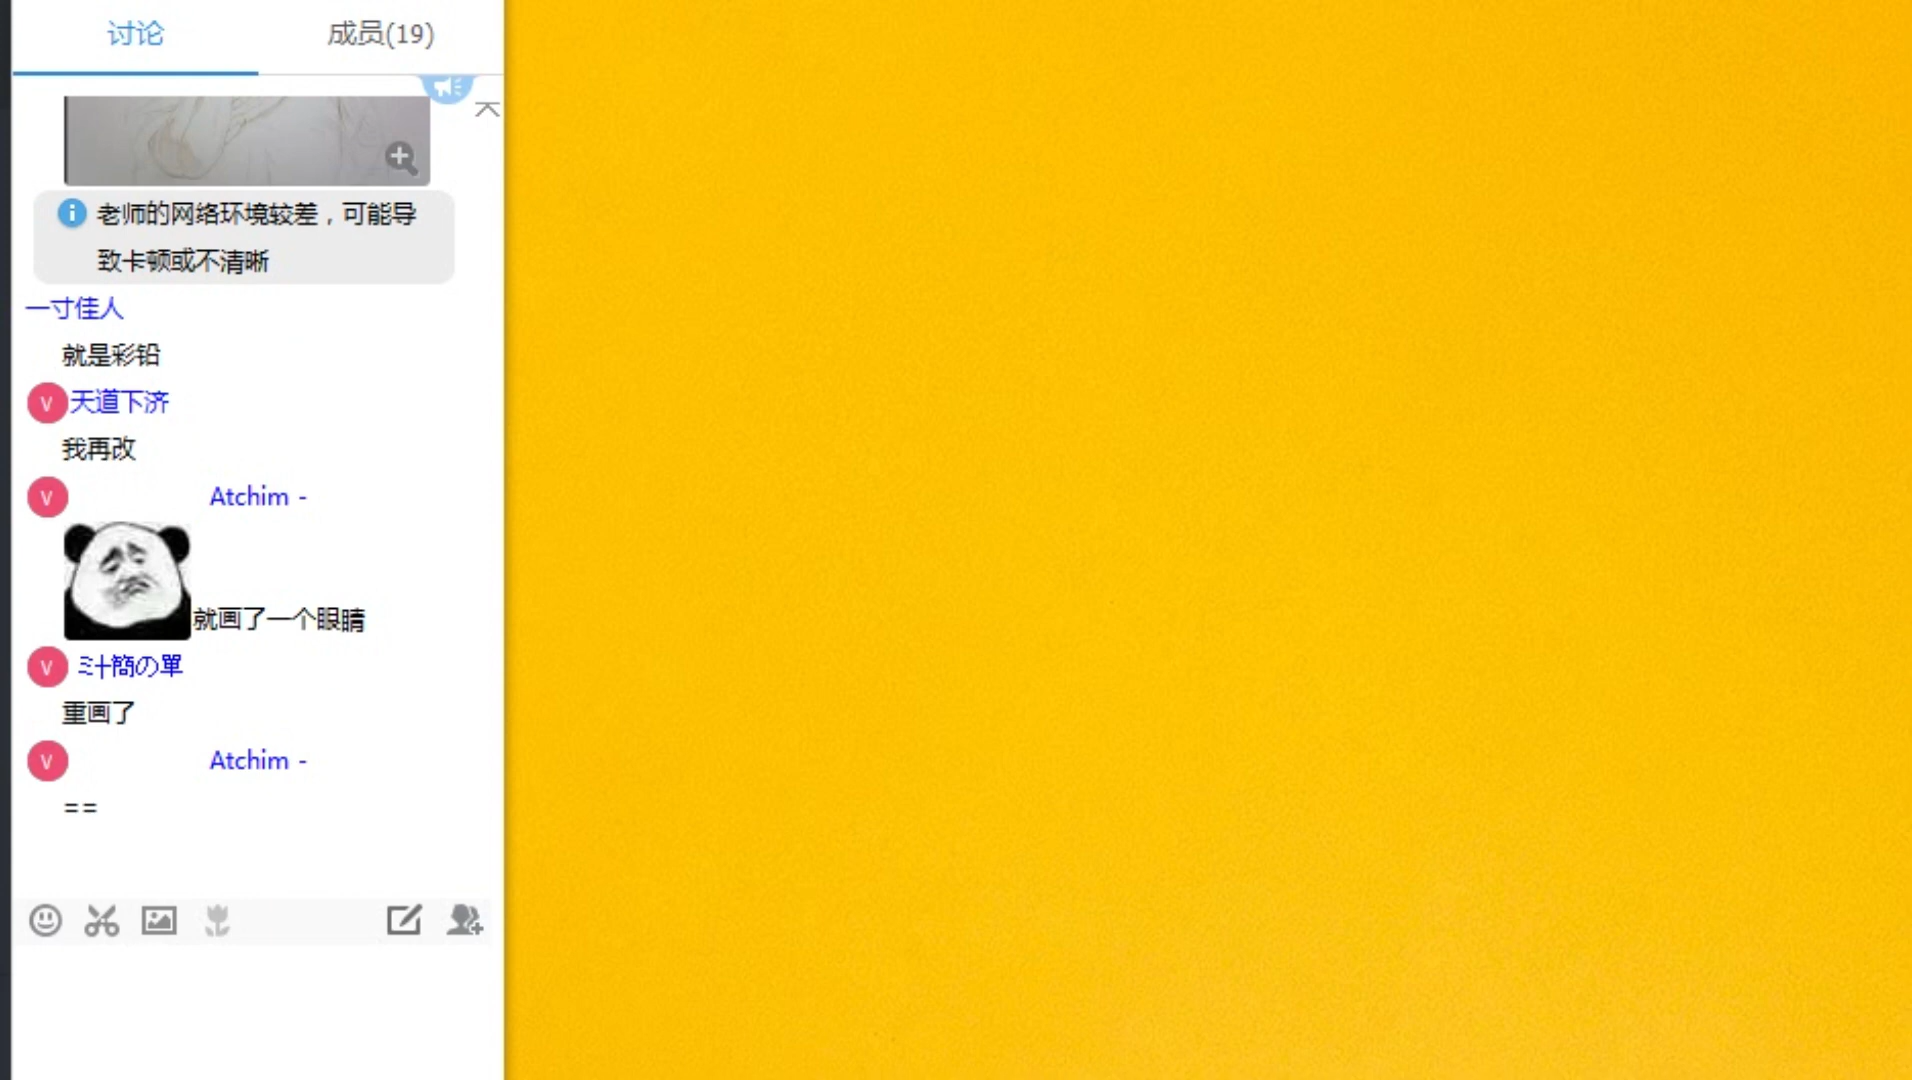 讨论
成员(19)
老师的网络环境较差，可能导
致卡顿或不清晰
一寸佳人
就是彩铅
V 天道下济
我再改
V Atchim -
就画了一个眼睛
V ミ十簡の單
重画了
V Atchim -
==